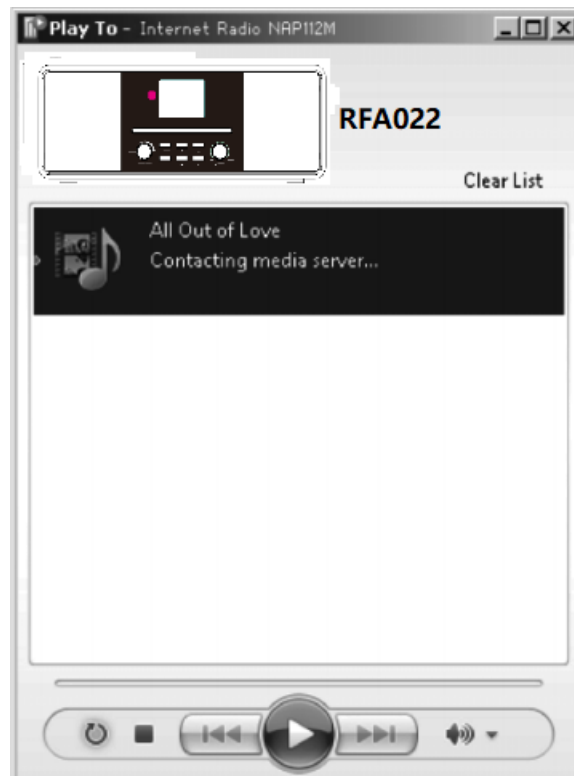 Play To - Internet Radio NAP112M
RFA022
Clear List
All Out of Love
Contacting media server...